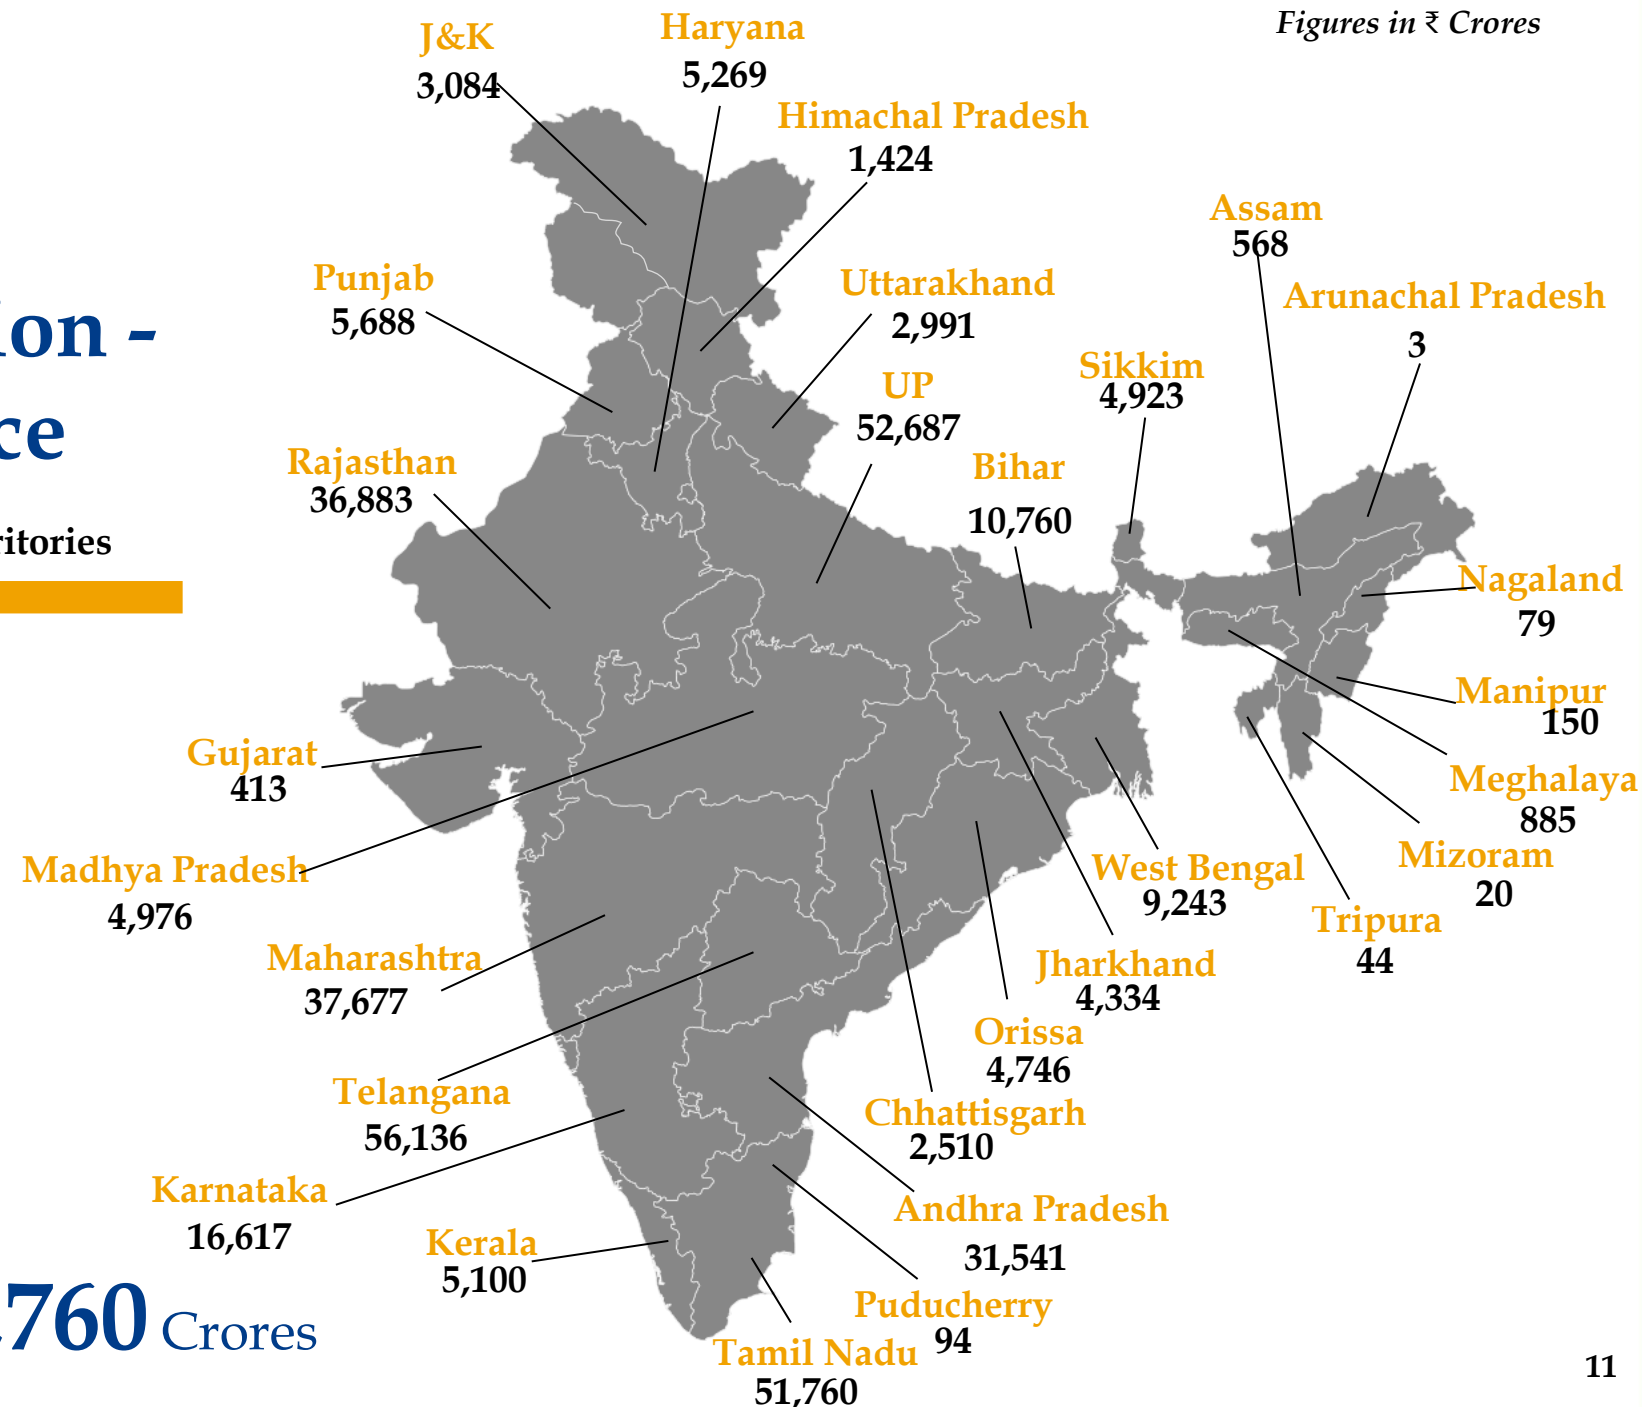 Figures in ₹ Crores
J&K
3,084
Haryana
5,269
Himachal Pradesh
1,424
Assam
568
Arunachal Pradesh
3
Punjab
5,688
Uttarakhand
2,991
Sikkim
4,923
UP
52,687
Bihar
10,760
Rajasthan
36,883
Nagaland
79
Manipur
150
Meghalaya
885
Mizoram
20
Tripura
44
Gujarat
413
Madhya Pradesh
4,976
West Bengal
9,243
Maharashtra
37,677
Jharkhand
4,334
Orissa
4,746
Telangana
56,136
Chhattisgarh
2,510
Karnataka
16,617
Andhra Pradesh
31,541
Kerala
5,100
Puducherry
94
Tamil Nadu
51,760
760 Crores
11